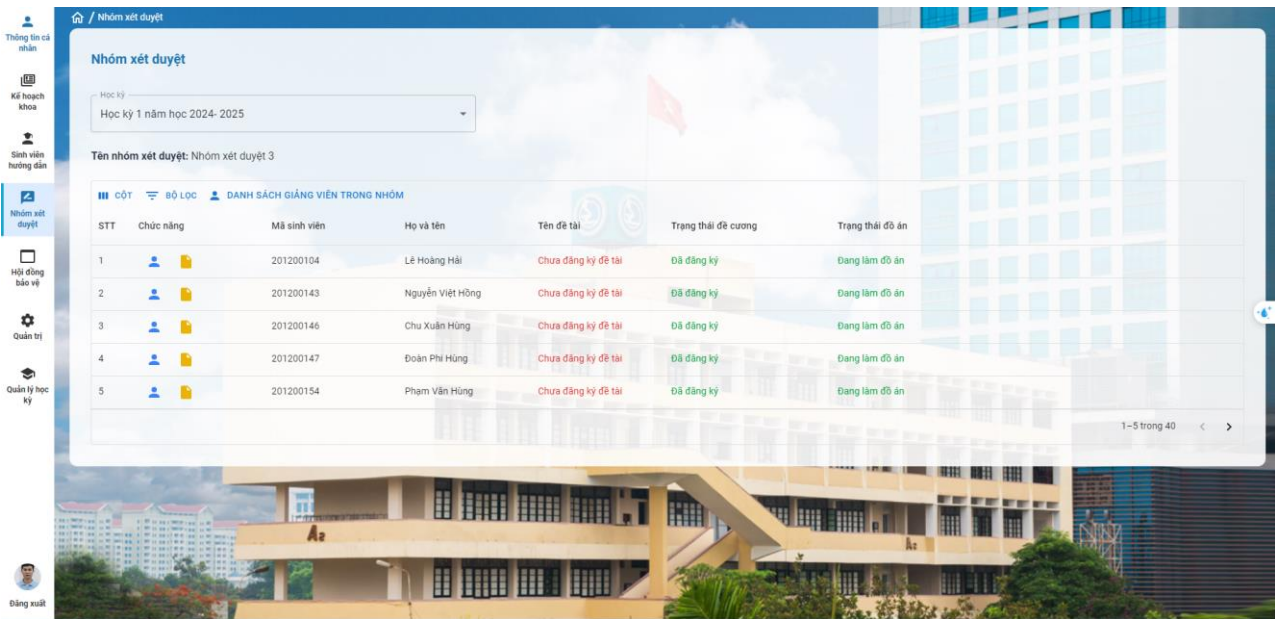 Thông tin cá
nhân
Kế hoạch
khoa
Sinh viên
hướng dẫn
Nhóm xét
duyệt
Hội đồng
bảo vệ
Quản trị
Quản lý học
kỳ
Đăng xuất
/ Nhóm xét duyệt
Nhóm xét duyệt
Học kỳ
Học kỳ 1 năm học 2024- 2025
Tên nhóm xét duyệt: Nhóm xét duyệt 3
CỘT BỘ LỌC DANH SÁCH GIẢNG VIÊN TRONG NHÓM
STT Chức năng Mã sinh viên Họ và tên Tên đề tài Trạng thái đề cương Trạng thái đồ án
1 201200104 Lê Hoàng Hải Chưa đăng ký đề tài Đã đăng ký Đang làm đồ án
2 201200143 Nguyễn Việt Hồng Chưa đăng ký đề tài Đã đăng ký Đang làm đồ án
3 201200146 Chu Xuân Hùng Chưa đăng ký đề tài Đã đăng ký Đang làm đồ án
4 201200147 Đoàn Phi Hùng Chưa đăng ký đề tài Đã đăng ký Đang làm đồ án
5 201200154 Phạm Văn Hùng Chưa đăng ký đề tài Đã đăng ký Đang làm đồ án
1–5 trong 40
A2
A2